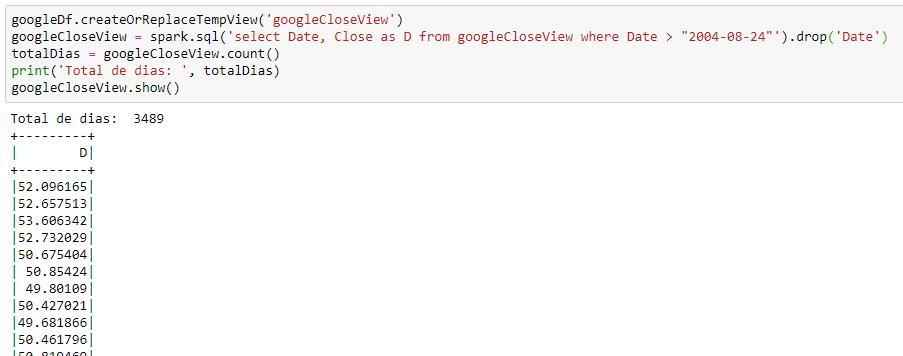 googleDf.createOrReplaceTempView('googleCloseView')
googleCloseView = spark.sql('select Date, Close as D from googleCloseView where Date > "2004-08-24"').drop('Date')
totalDias = googleCloseView.count()
print('Total de dias: ', totalDias)
googleCloseView.show()
Total de dias:  3489
+---------+
|        D|
+---------+
|52.096165|
|52.657513|
|53.606342|
|52.732029|
|50.675404|
| 50.85424|
| 49.80109|
|50.427021|
|49.681866|
|50.461796|